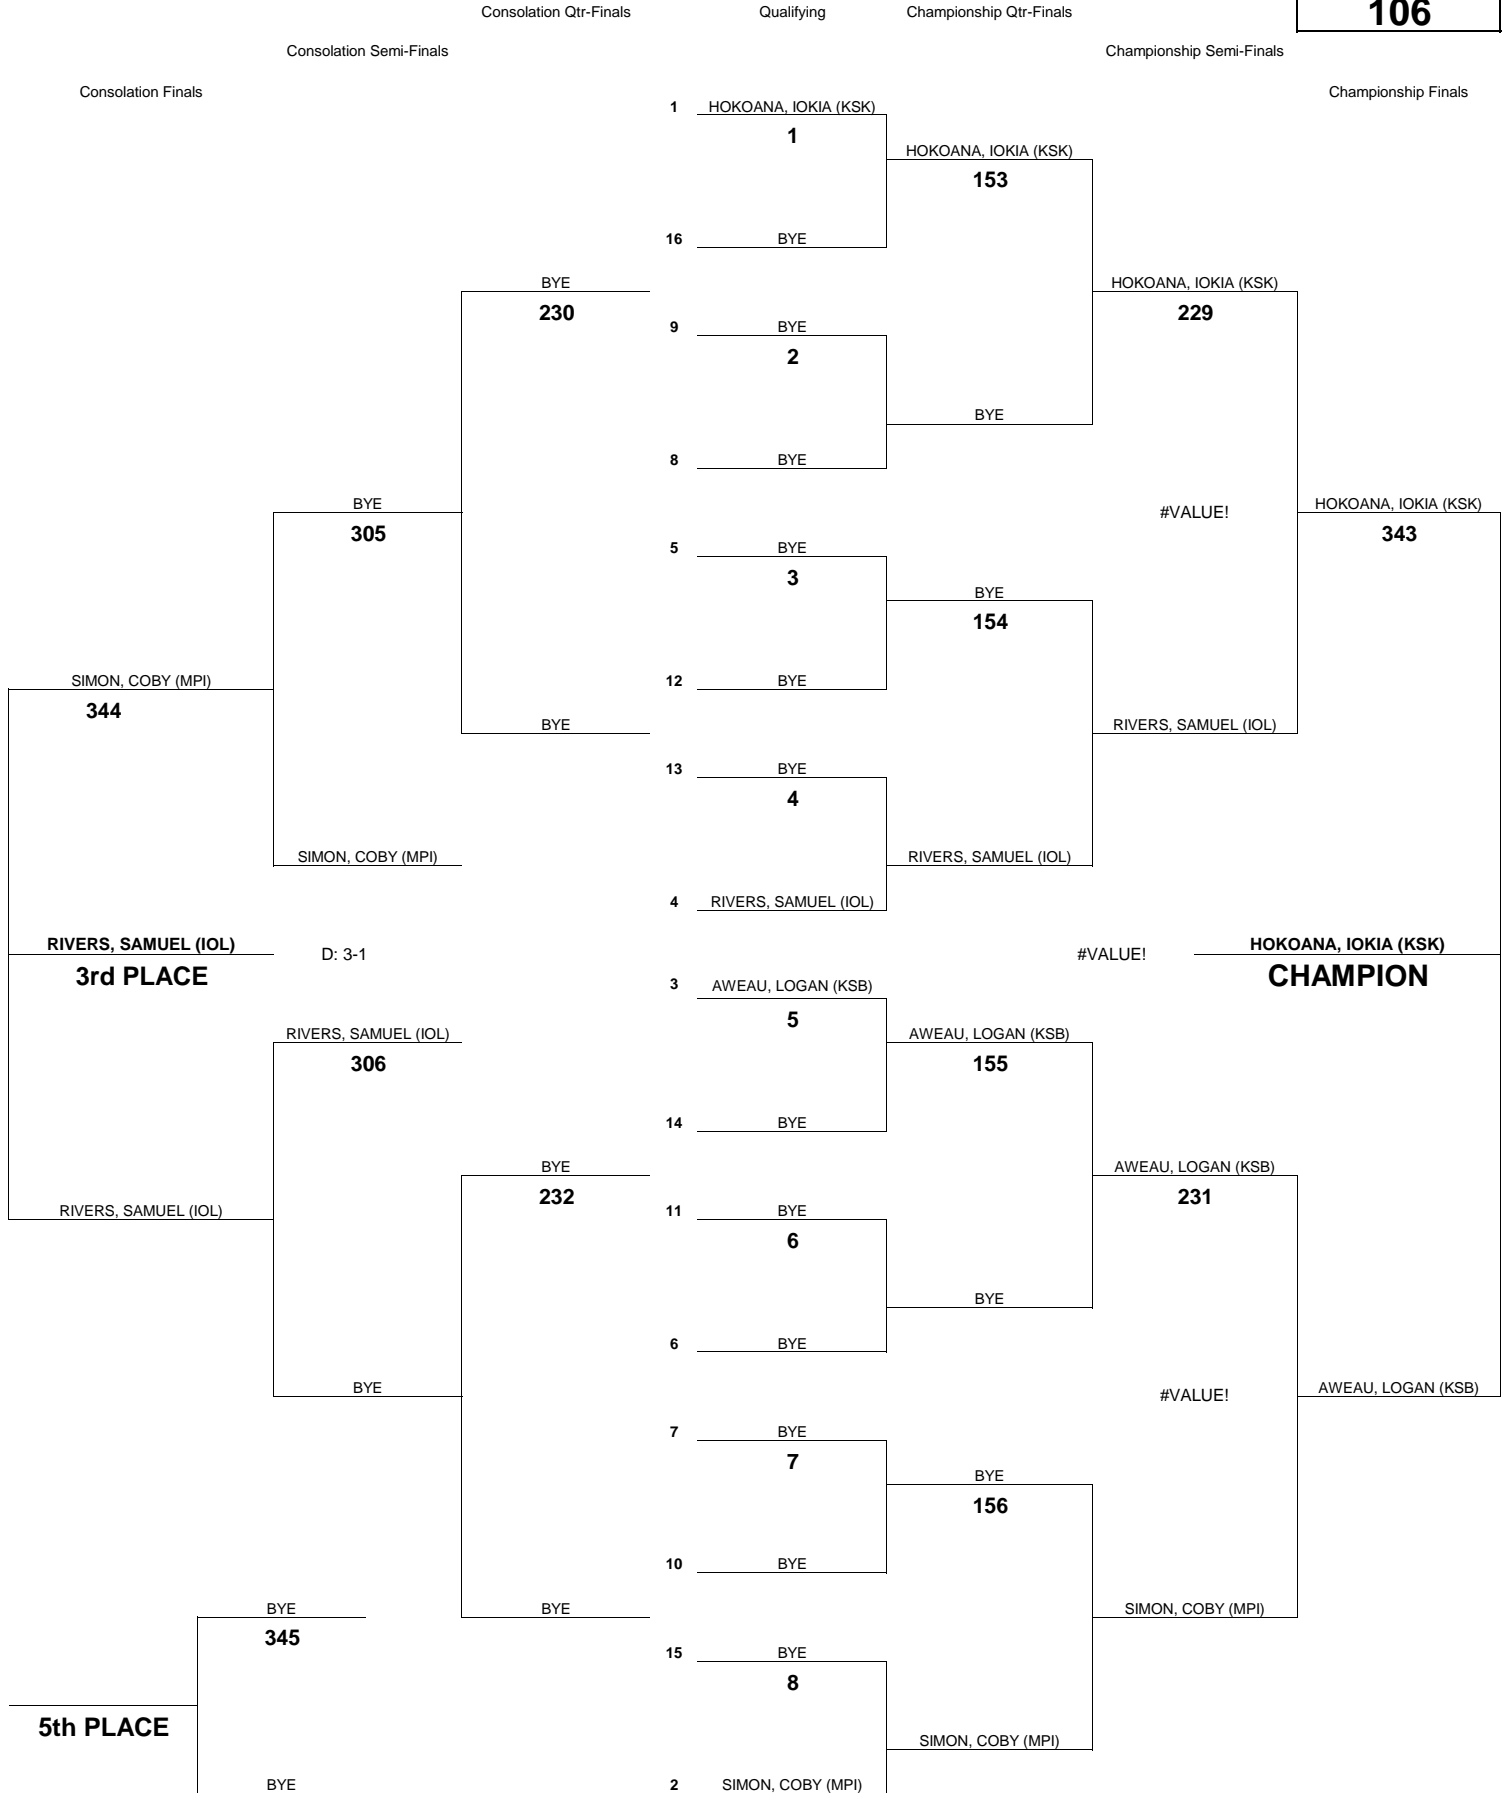 Consolation Qtr-Finals Qualifying Championship Qtr-Finals 106
Consolation Semi-Finals Championship Semi-Finals
Consolation Finals Championship Finals
1 HOKOANA, IOKIA (KSK)
1
HOKOANA, IOKIA (KSK)
153
16 BYE
BYE HOKOANA, IOKIA (KSK)
230 229
9 BYE
2
BYE
8 BYE
BYE #VALUE! HOKOANA, IOKIA (KSK)
305 343
5 BYE
3
BYE
154
SIMON, COBY (MPI) 12 BYE
344
BYE RIVERS, SAMUEL (IOL)
13 BYE
4
SIMON, COBY (MPI) RIVERS, SAMUEL (IOL)
4 RIVERS, SAMUEL (IOL)
RIVERS, SAMUEL (IOL) D: 3-1 #VALUE! HOKOANA, IOKIA (KSK)
3rd PLACE CHAMPION
3 AWEAU, LOGAN (KSB)
5
RIVERS, SAMUEL (IOL) AWEAU, LOGAN (KSB)
306 155
14 BYE
BYE AWEAU, LOGAN (KSB)
232 231
RIVERS, SAMUEL (IOL) 11 BYE
6
BYE
6 BYE
BYE #VALUE! AWEAU, LOGAN (KSB)
7 BYE
7
BYE
156
10 BYE
BYE BYE SIMON, COBY (MPI)
345
15 BYE
8
5th PLACE
SIMON, COBY (MPI)
BYE 2 SIMON, COBY (MPI)